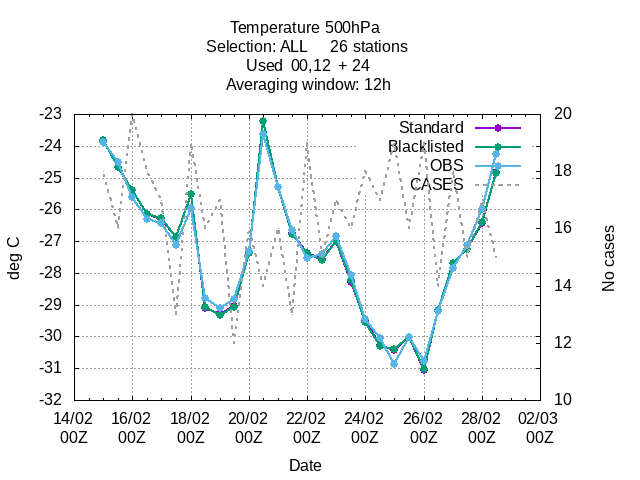 Temperature 500hPa
Selection: ALL 26 stations
Used 00,12 + 24
Averaging window: 12h
-23 20
Standard
-24 Blacklisted
OBS
-25 18
CASES
-26
-27 16
deg C
No cases
-28
14
-29
-30 12
-31
-32 10
14/02 16/02 18/02 20/02 22/02 24/02 26/02 28/02 02/03
00Z 00Z 00Z 00Z 00Z 00Z 00Z 00Z 00Z
Date